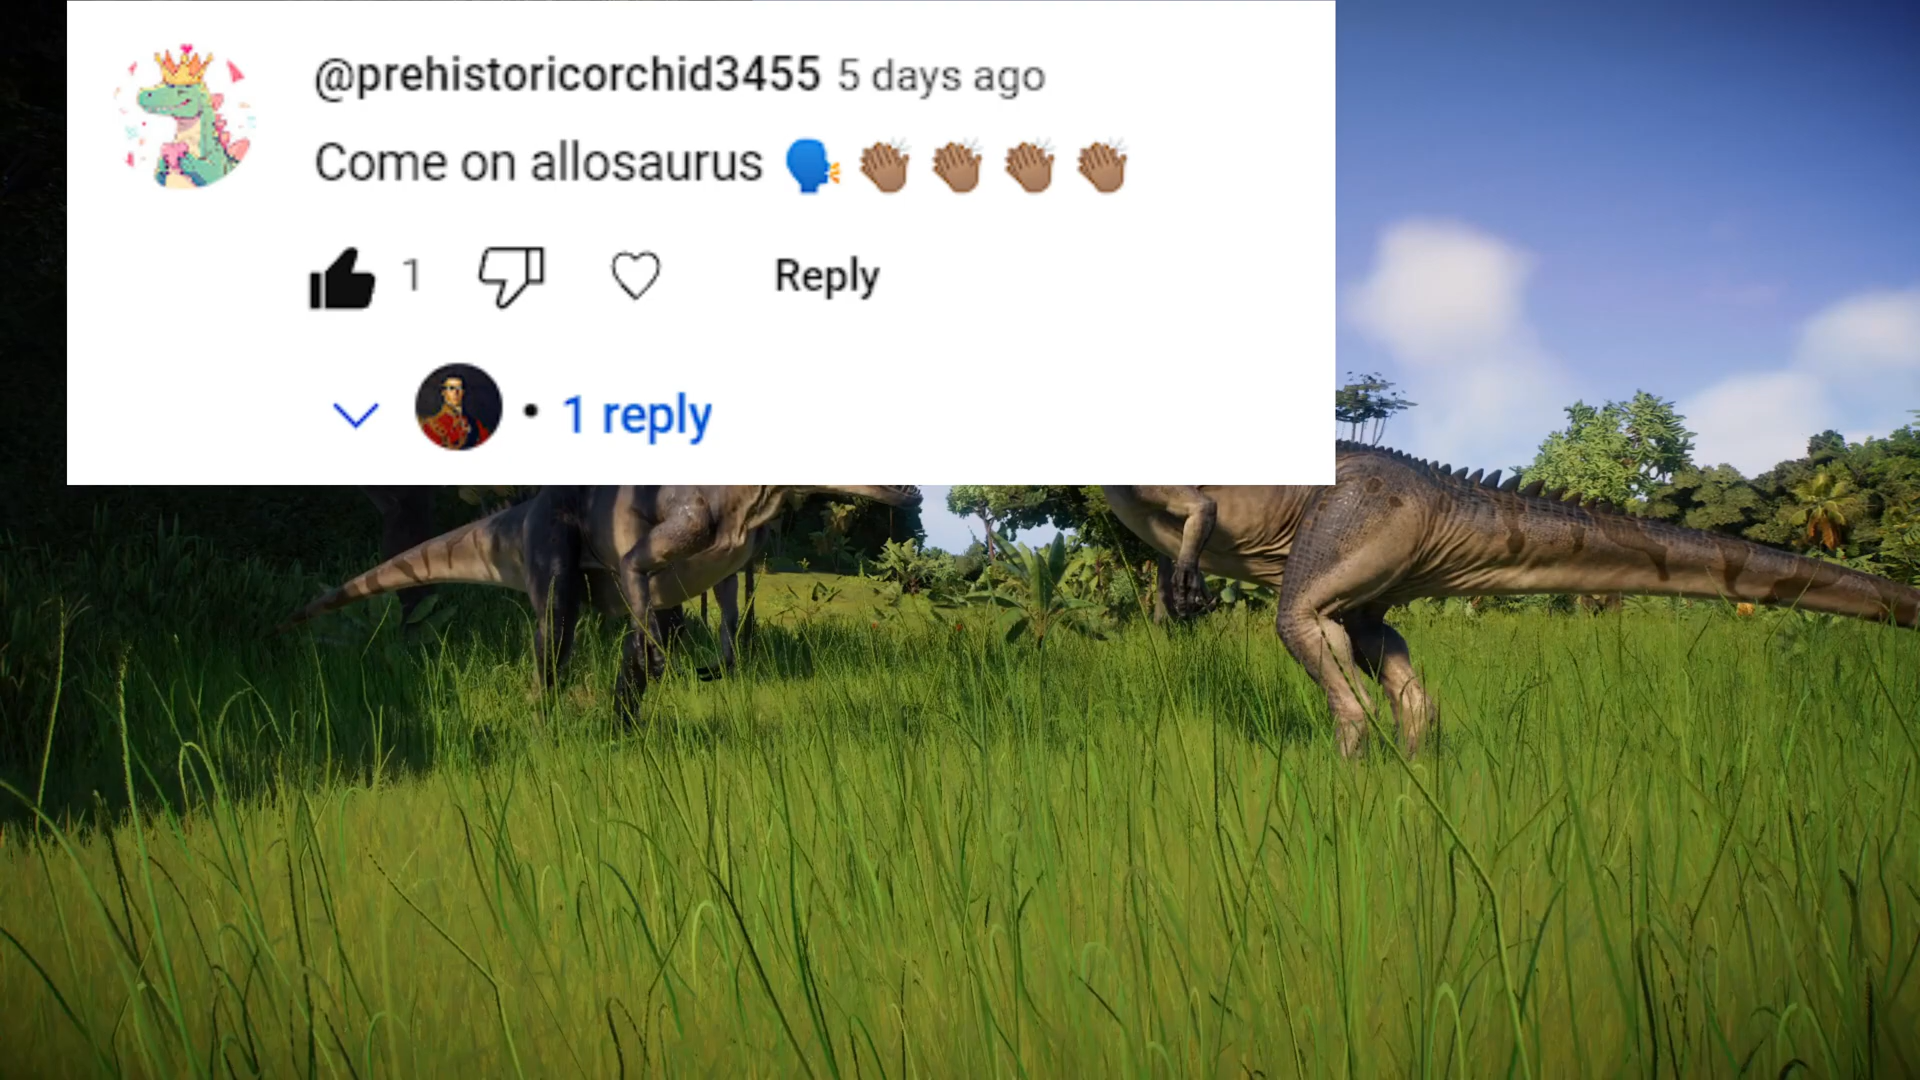 @prehistoricorchid3455 5 days ago
Come on allosaurus 🗣️ 👏🏽 👏🏽 👏🏽 👏🏽
1 Reply
• 1 reply